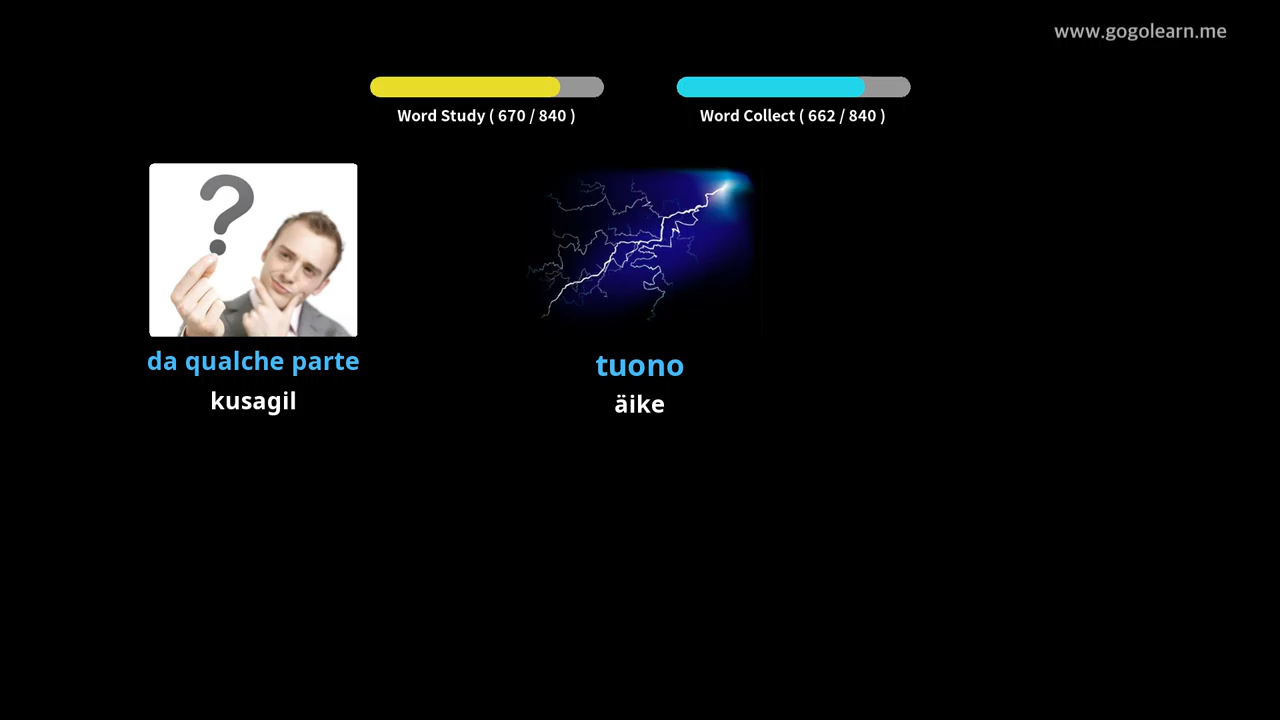 www.gogolearn.me
Word Study ( 670 / 840 )
Word Collect ( 662 / 840 )
da qualche parte
kusagil
tuono
äike